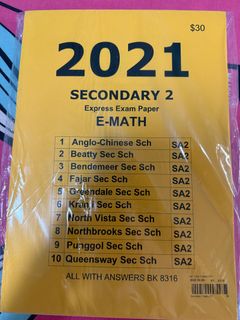 $30
2021
SECONDARY 2
Express Exam Paper
E-MATH
1 Anglo-Chinese Sch SA2
2 Beatty Sec Sch SA2
3 Bendemeer Sec Sch SA2
4 Fajar Sec Sch SA2
5 Greendale Sec Sch SA2
6 Kranji Sec Sch SA2
7 North Vista Sec Sch SA2
8 Northbrooks Sec Sch SA2
9 Punggol Sec Sch SA2
10 Queensway Sec Sch SA2
ALL WITH ANSWERS BK 8316